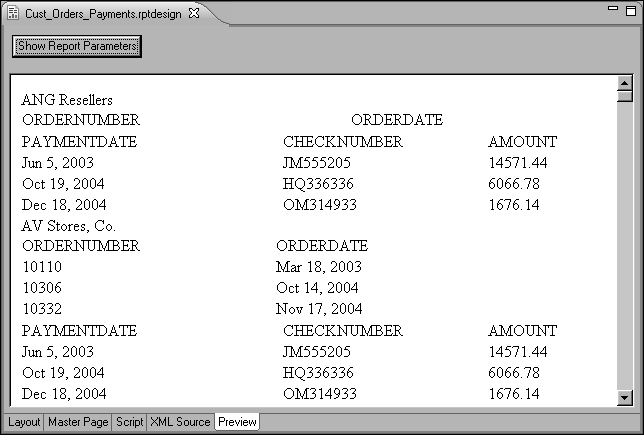 Cust_Orders_Payments.rptdesign
Show Report Parameters
ANG Resellers
ORDERNUMBER ORDERDATE
PAYMENTDATE CHECKNUMBER AMOUNT
Jun 5, 2003 JM555205 14571.44
Oct 19, 2004 HQ336336 6066.78
Dec 18, 2004 OM314933 1676.14
AV Stores, Co.
ORDERNUMBER ORDERDATE
10110 Mar 18, 2003
10306 Oct 14, 2004
10332 Nov 17, 2004
PAYMENTDATE CHECKNUMBER AMOUNT
Jun 5, 2003 JM555205 14571.44
Oct 19, 2004 HQ336336 6066.78
Dec 18, 2004 OM314933 1676.14
Layout Master Page Script XML Source Preview